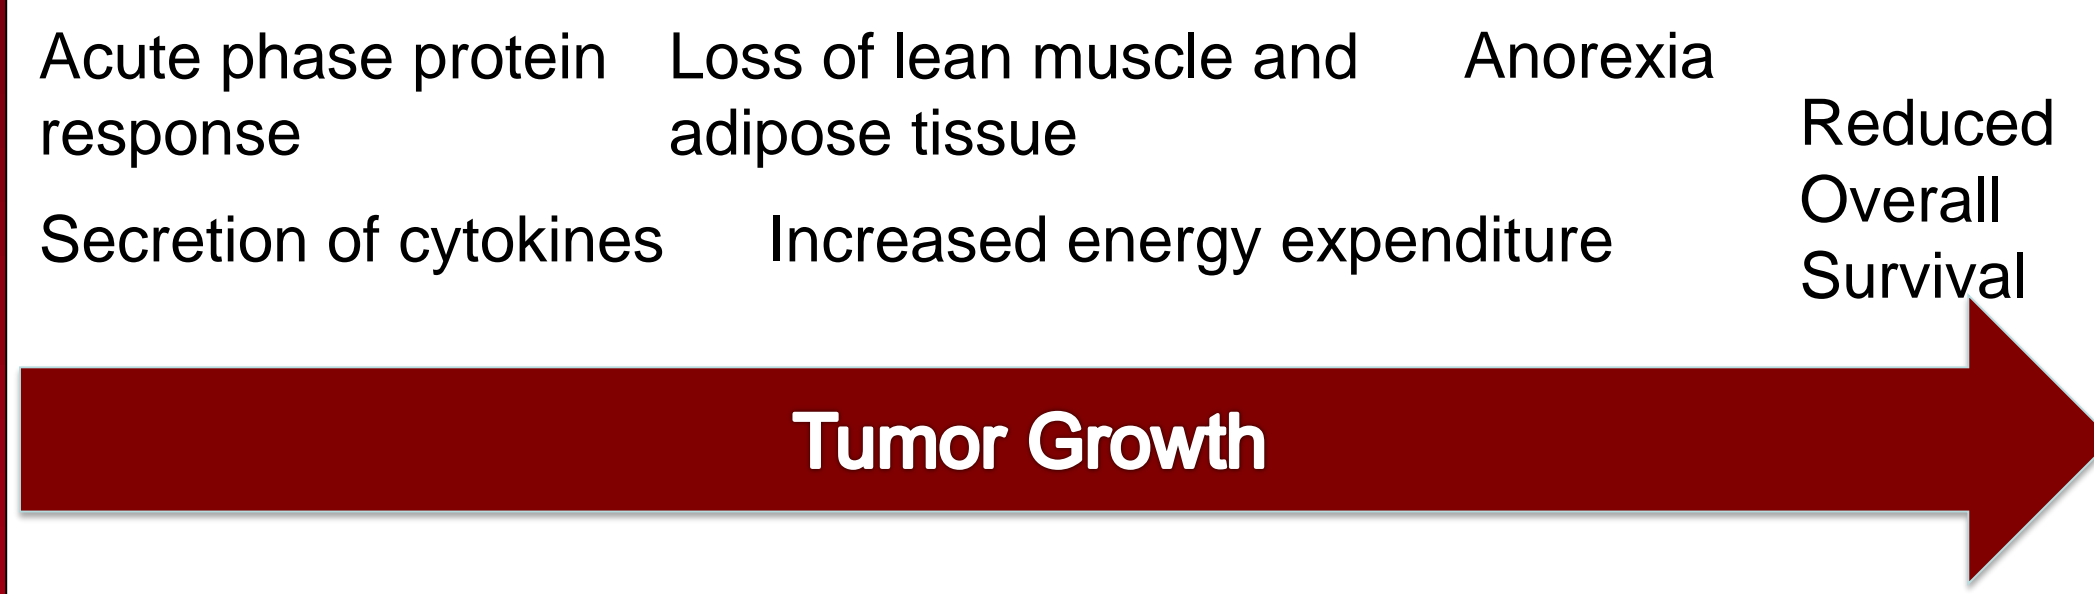 Acute phase protein
response
Loss of lean muscle and
adipose tissue
Anorexia
Secretion of cytokines
Increased energy expenditure
Reduced
Overall
Survival
Tumor Growth